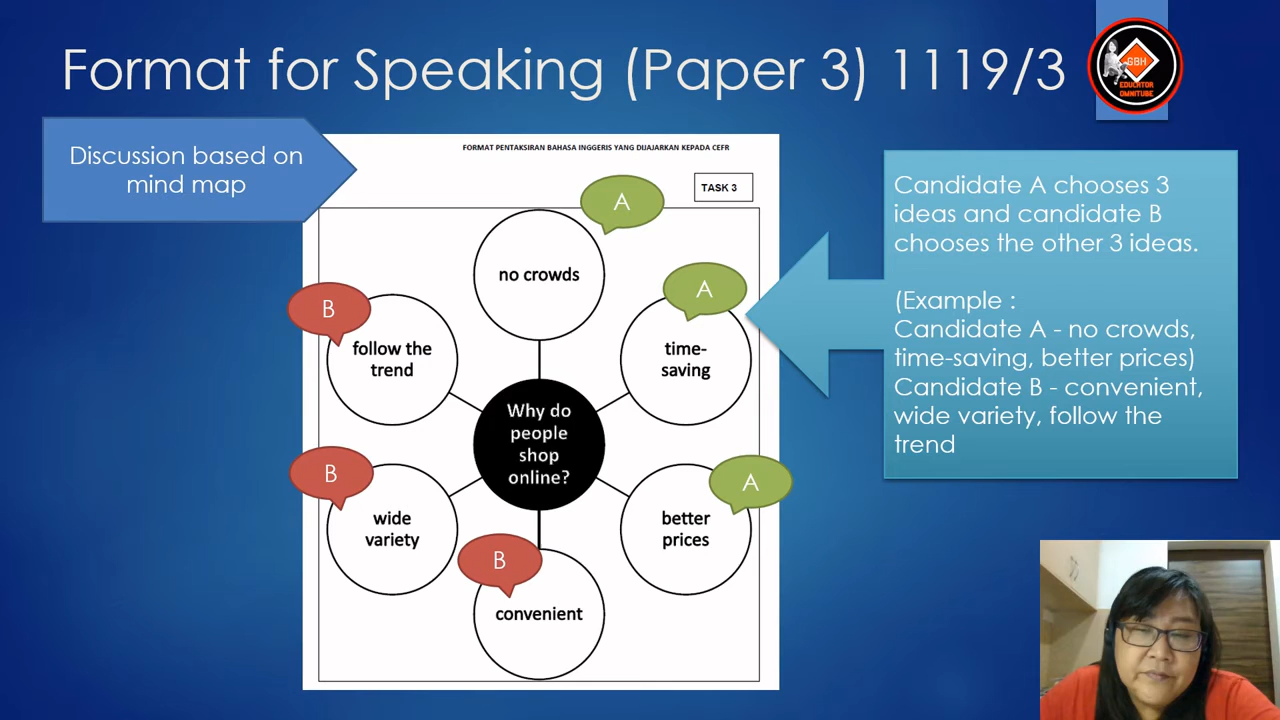 Format for Speaking (Paper 3) 1119/3
GBH
EDUCATOR
OMNITUBE
Discussion based on
mind map
FORMAT PENTAKSIRAN BAHASA INGGERIS YANG DIJAJARKAN KEPADA CEFR
TASK 3
A
no crowds
A
time-
saving
B
follow the
trend
Why do
people
shop
online?
B
wide
variety
A
better
prices
B
convenient
Candidate A chooses 3
ideas and candidate B
chooses the other 3 ideas.
(Example :
Candidate A - no crowds,
time-saving, better prices)
Candidate B - convenient,
wide variety, follow the
trend